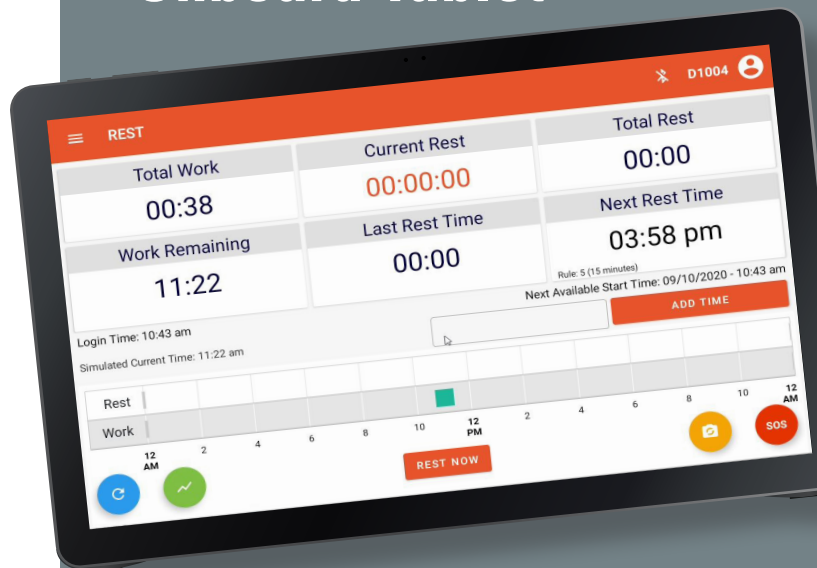 REST
D1004
Total Work
00:38
Current Rest
00:00:00
Total Rest
00:00
Work Remaining
11:22
Last Rest Time
00:00
Next Rest Time
03:58 pm
Rule: 5 (15 minutes)
Next Available Start Time: 09/10/2020 - 10:43 am
Login Time: 10:43 am
ADD TIME
Simulated Current Time: 11:22 am
Rest
Work
12 AM 2 4 6 8 10 12 PM 2 4 6 8 10 12 AM
REST NOW
SOS